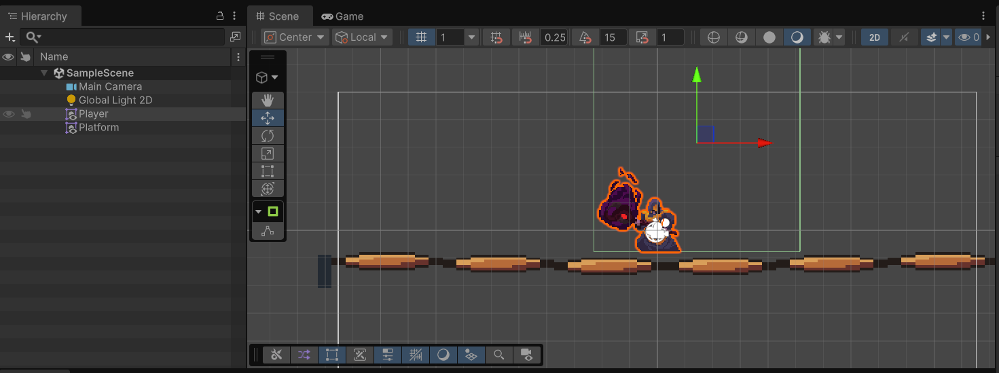 Hierarchy
Scene
Game
Center
Local
1
0.25
15
1
2D
0
Name
SampleScene
Main Camera
Global Light 2D
Player
Platform